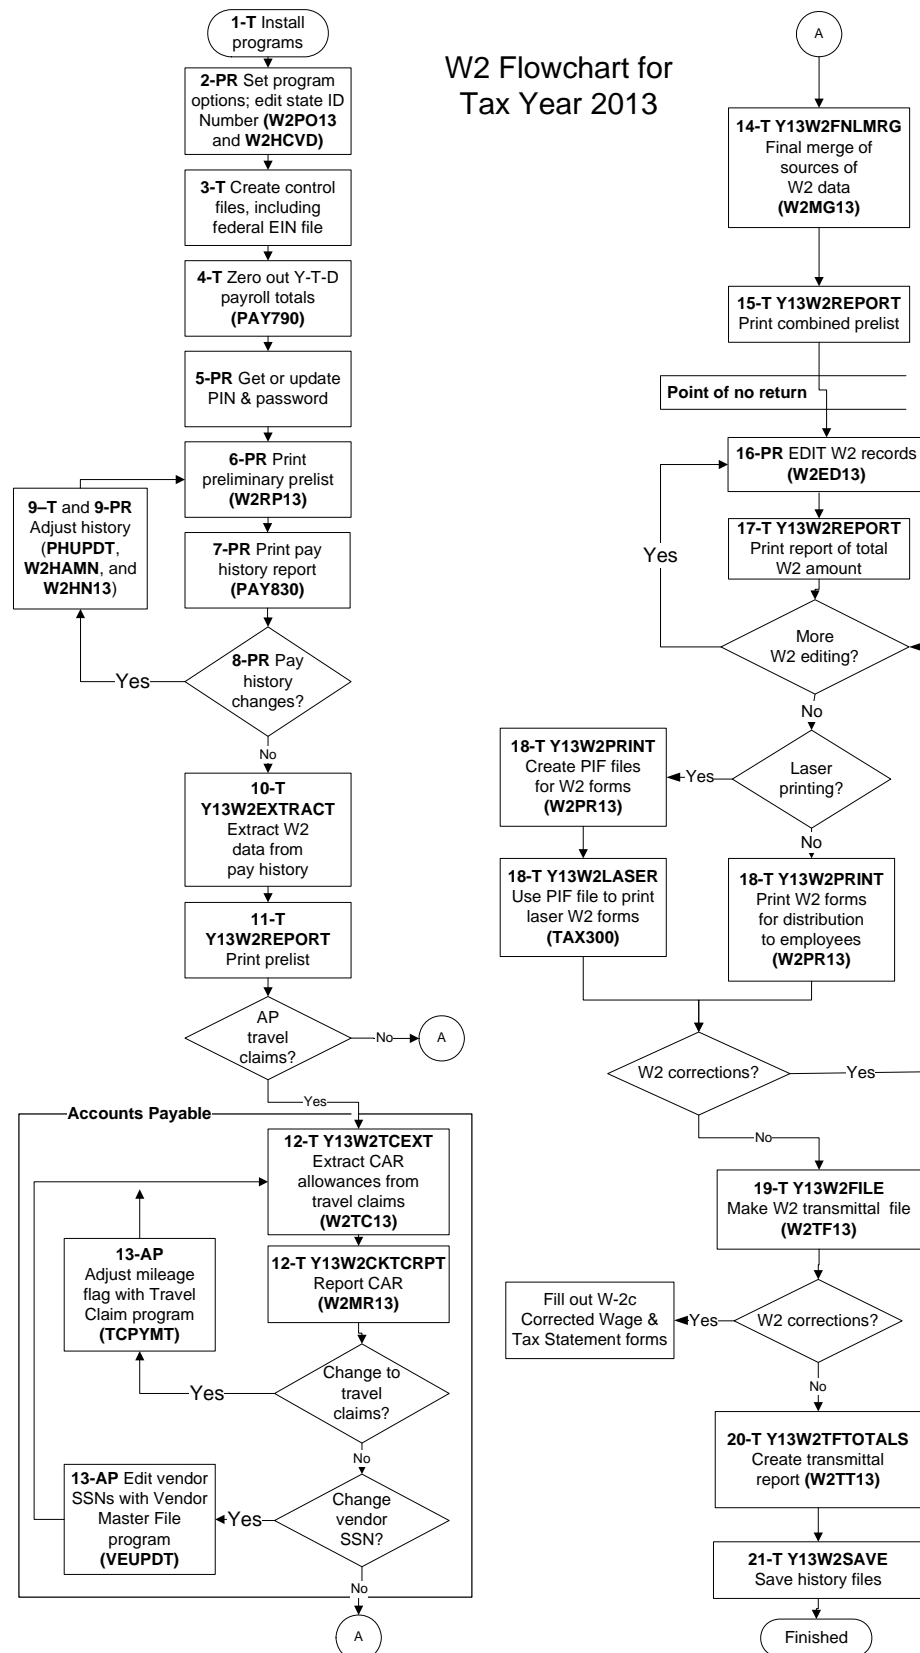 W2 Flowchart for
Tax Year 2013
1-T Install
programs
2-PR Set program
options; edit state ID
Number (W2PO13
and W2HCVD)
3-T Create control
files, including
federal EIN file
4-T Zero out Y-T-D
payroll totals
(PAY790)
5-PR Get or update
PIN & password
6-PR Print
preliminary prelist
(W2RP13)
9–T and 9-PR
Adjust history
(PHUPDT,
W2HAMN, and
W2HN13)
7-PR Print pay
history report
(PAY830)
8-PR Pay
history
changes?
Yes
No
10-T
Y13W2EXTRACT
Extract W2
data from
pay history
11-T
Y13W2REPORT
Print prelist
AP
travel
claims?
No
A
Yes
Accounts Payable
12-T Y13W2TCEXT
Extract CAR
allowances from
travel claims
(W2TC13)
12-T Y13W2CKTCRPT
Report CAR
(W2MR13)
13-AP
Adjust mileage
flag with Travel
Claim program
(TCPYMT)
Change to
travel
claims?
Yes
No
13-AP Edit vendor
SSNs with Vendor
Master File
program
(VEUPDT)
Yes
Change
vendor
SSN?
No
A
A
14-T Y13W2FNLMRG
Final merge of
sources of
W2 data
(W2MG13)
15-T Y13W2REPORT
Print combined prelist
Point of no return
16-PR EDIT W2 records
(W2ED13)
17-T Y13W2REPORT
Print report of total
W2 amount
Yes
More
W2 editing?
No
Laser
printing?
Yes
No
18-T Y13W2PRINT
Create PIF files
for W2 forms
(W2PR13)
18-T Y13W2LASER
Use PIF file to print
laser W2 forms
(TAX300)
18-T Y13W2PRINT
Print W2 forms
for distribution
to employees
(W2PR13)
W2 corrections?
Yes
No
19-T Y13W2FILE
Make W2 transmittal file
(W2TF13)
Fill out W-2c
Corrected Wage &
Tax Statement forms
Yes
W2 corrections?
No
20-T Y13W2TFTOTALS
Create transmittal
report (W2TT13)
21-T Y13W2SAVE
Save history files
Finished